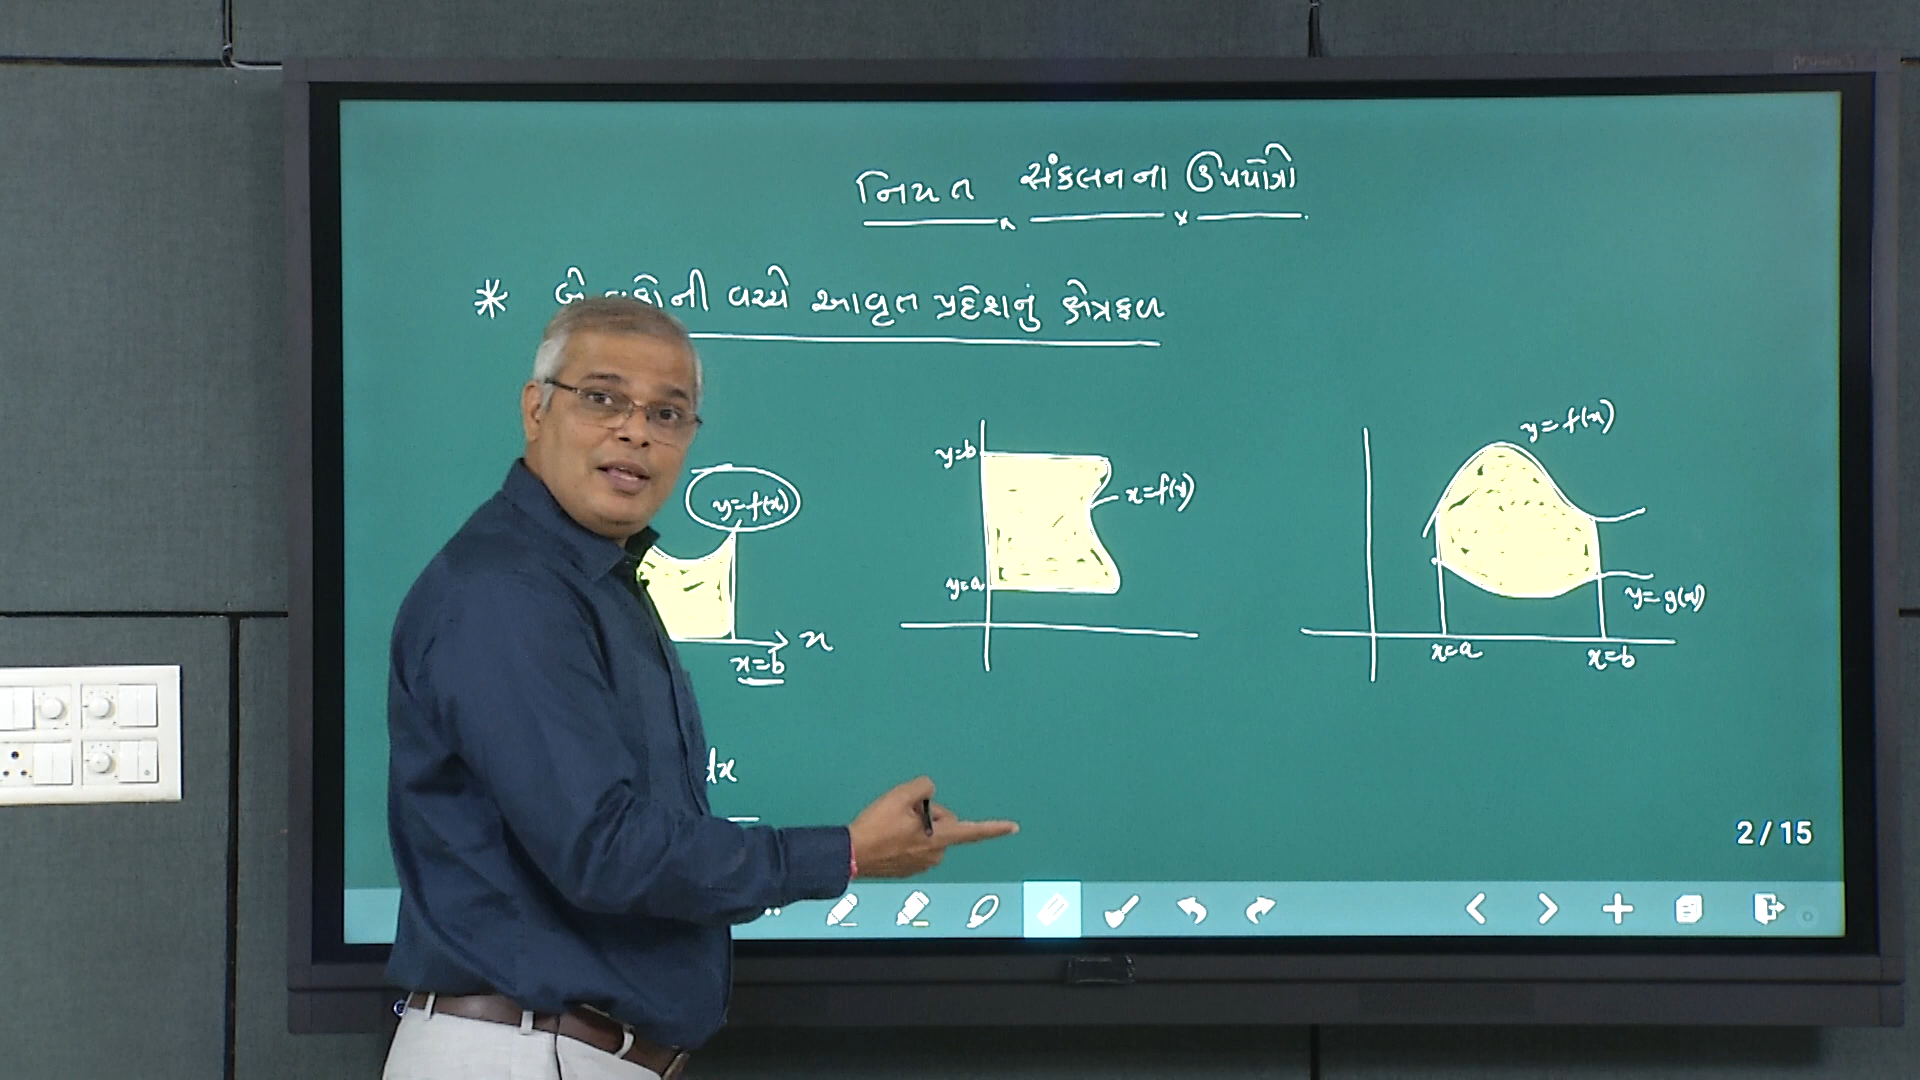 નિયત સંકલનના ઉપયોગો
* બે ની વચ્ચે આવૃત્ત પ્રદેશનું ક્ષેત્રફળ
y=f(x)
x
x=b
dx
y=b
x=f(y)
y=a
y=f(x)
y=g(x)
x=a
x=b
2/15